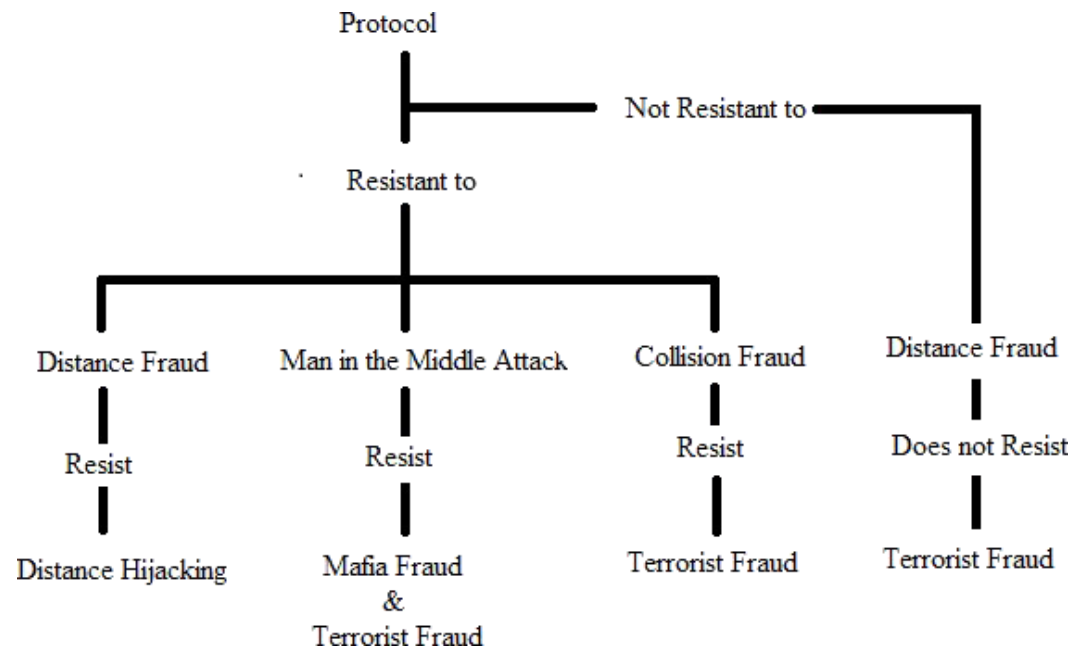 Protocol
Not Resistant to
Resistant to
Distance Fraud
Man in the Middle Attack
Collision Fraud
Distance Fraud
Resist
Resist
Resist
Does not Resist
Distance Hijacking
Mafia Fraud
&
Terrorist Fraud
Terrorist Fraud
Terrorist Fraud